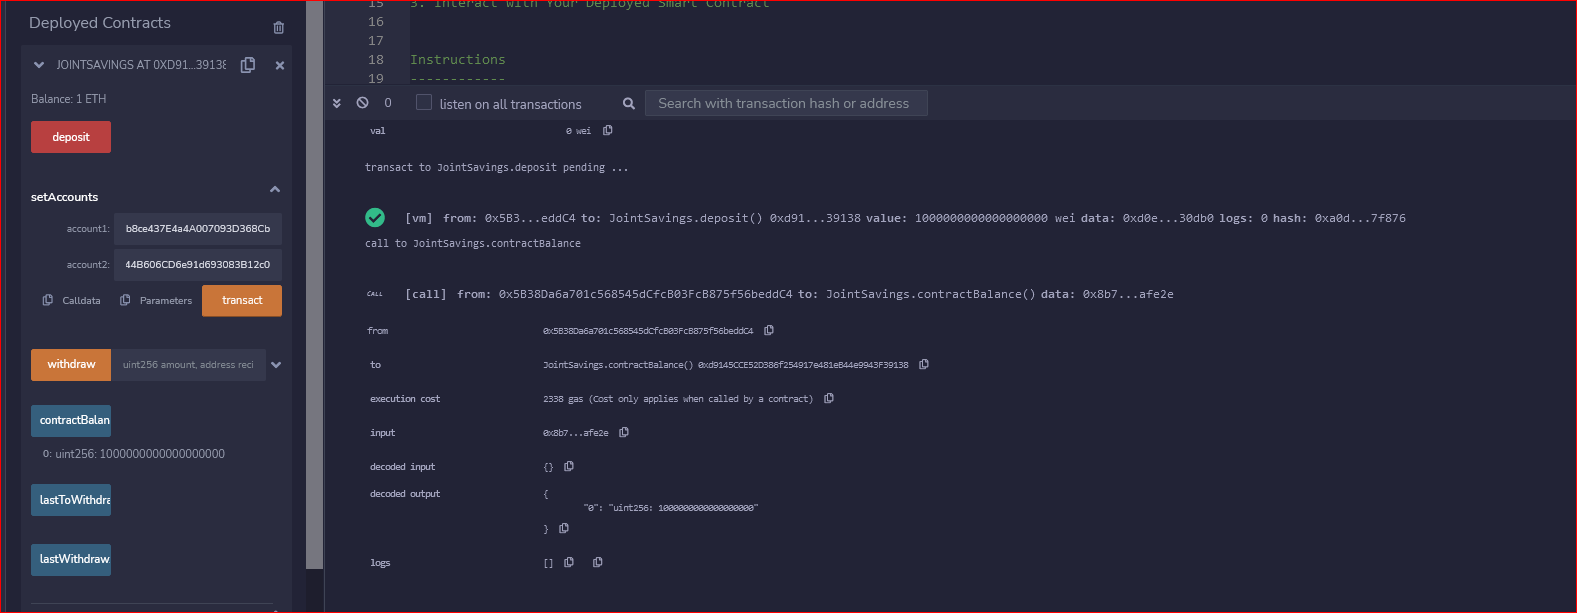 Deployed Contracts
JOINTSAVINGS AT 0XD91...39138
Balance: 1 ETH
deposit
setAccounts
account1: b8ce437E4a4A007093D368Cb
account2: 44B606CD6e91d693083B12c0
Calldata Parameters transact
withdraw uint256 amount, address reci
contractBalan
0: uint256: 1000000000000000000
lastToWithdra
lastWithdraw
15 3. Interact with Your Deployed Smart Contract
16
17
18 Instructions
19 ------------
0 listen on all transactions Search with transaction hash or address
val 0 wei
transact to JointSavings.deposit pending ...
[vm] from: 0x5B3...eddC4 to: JointSavings.deposit() 0xd91...39138 value: 1000000000000000000 wei data: 0xd0e...30db0 logs: 0 hash: 0xa0d...7f876
call to JointSavings.contractBalance
CALL [call] from: 0x5B38Da6a701c568545dCfcB03FcB875f56beddC4 to: JointSavings.contractBalance() data: 0x8b7...afe2e
from 0x5B38Da6a701c568545dCfcB03FcB875f56beddC4
to JointSavings.contractBalance() 0xd9145CCE52D386f254917e481eB44e9943F39138
execution cost 2338 gas (Cost only applies when called by a contract)
input 0x8b7...afe2e
decoded input {}
decoded output {
"0": "uint256: 1000000000000000000"
}
logs []